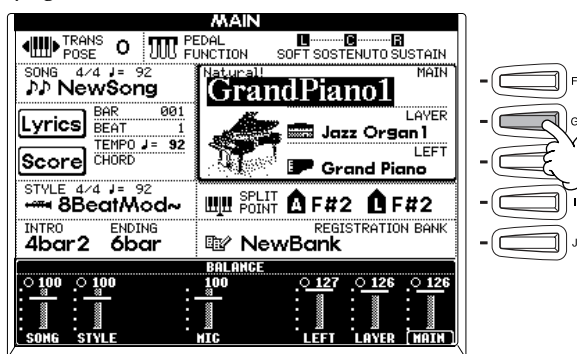 MAIN
TRANS POSE 0
PEDAL FUNCTION
L C R
SOFT SOSTENUTO SUSTAIN
SONG 4/4 ♩= 92
NewSong
Natural! MAIN
GrandPiano1
Lyrics
BAR 001
BEAT 1
TEMPO ♩= 92
CHORD
Score
LAYER
Jazz Organ1
LEFT
Grand Piano
STYLE 4/4 ♩= 92
8BeatMod~
SPLIT POINT A F#2 L F#2
INTRO ENDING
4bar2 6bar
REGISTRATION BANK
NewBank
BALANCE
100 100 100 127 126 126
SONG STYLE MIC LEFT LAYER MAIN
F
G
I
J